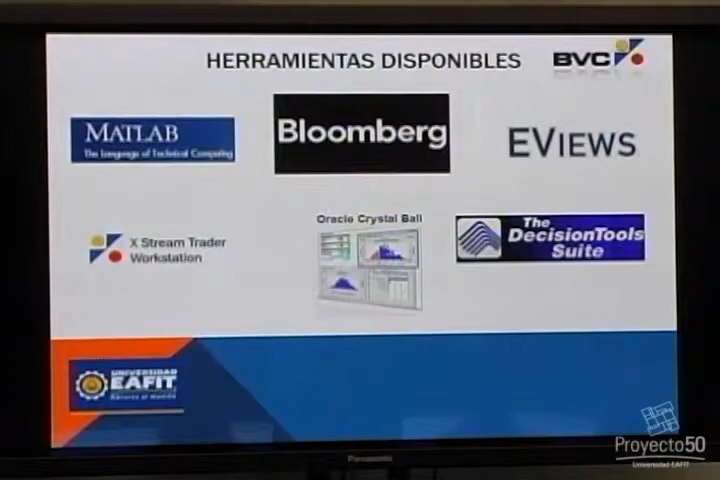 HERRAMIENTAS DISPONIBLES
BVC
MATLAB
The Language of Technical Computing
Bloomberg
EVIEWS
X Stream Trader
Workstation
Oracle Crystal Ball
The
DecisionTools
Suite
UNIVERSIDAD
EAFIT
Proyecto50
Universidad EAFIT
Panasonic